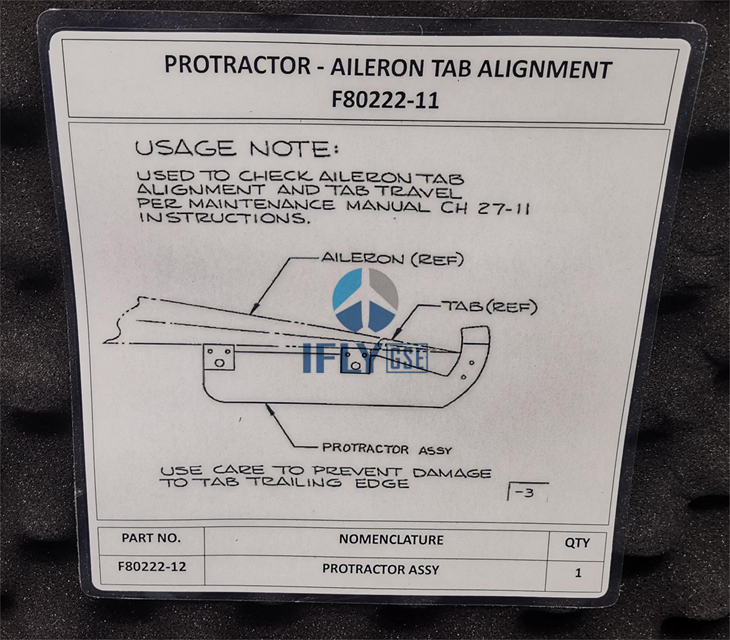 PROTRACTOR - AILERON TAB ALIGNMENT
F80222-11
USAGE NOTE:
USED TO CHECK AILERON TAB
ALIGNMENT AND TAB TRAVEL
PER MAINTENANCE MANUAL CH 27-11
INSTRUCTIONS.
AILERON (REF)
TAB (REF)
IFLY GSE
PROTRACTOR ASSY
USE CARE TO PREVENT DAMAGE
TO TAB TRAILING EDGE
-3
PART NO. NOMENCLATURE QTY
F80222-12 PROTRACTOR ASSY 1